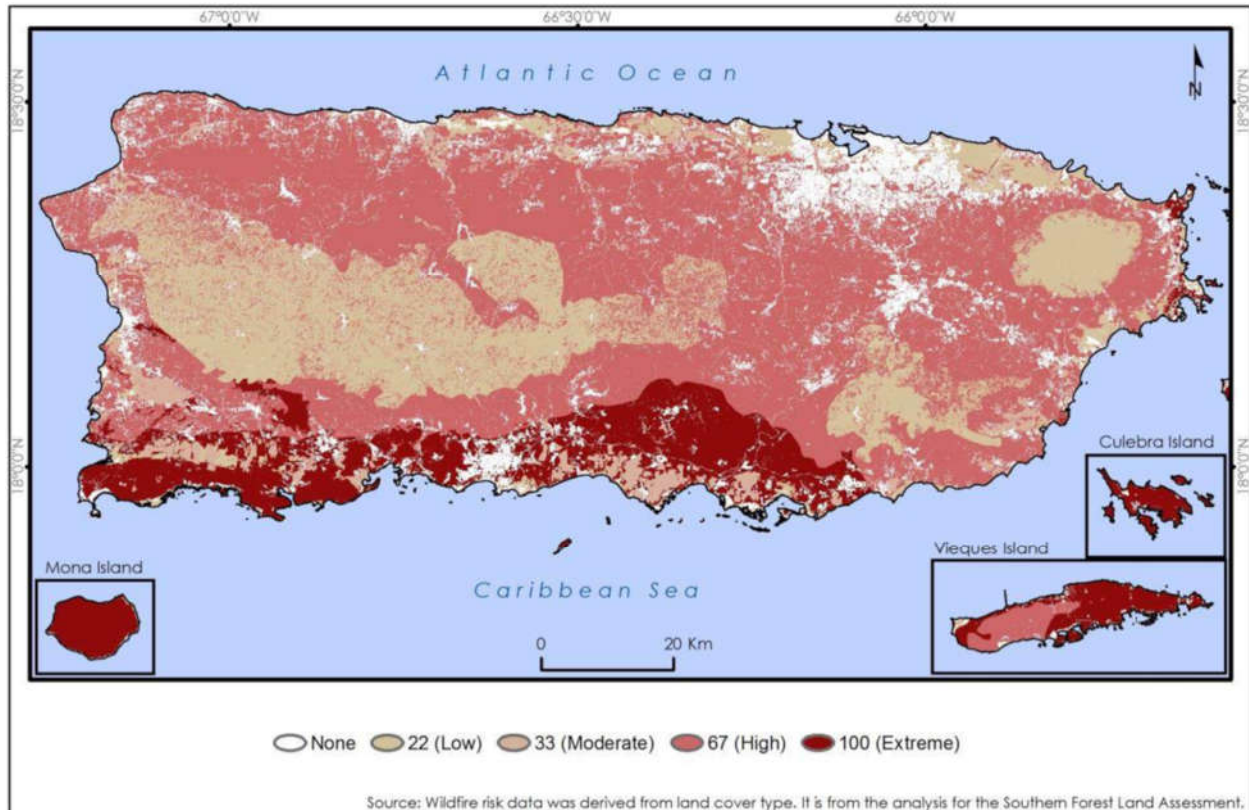 67°0'0"W 66°30'0"W 66°0'0"W
Atlantic Ocean
N
18°30'0"N 18°30'0"N
18°0'0"N 18°0'0"N
Culebra Island
Vieques Island
Mona Island
Caribbean Sea
0 20 Km
None 22 (Low) 33 (Moderate) 67 (High) 100 (Extreme)
Source: Wildfire risk data was derived from land cover type. It is from the analysis for the Southern Forest Land Assessment.